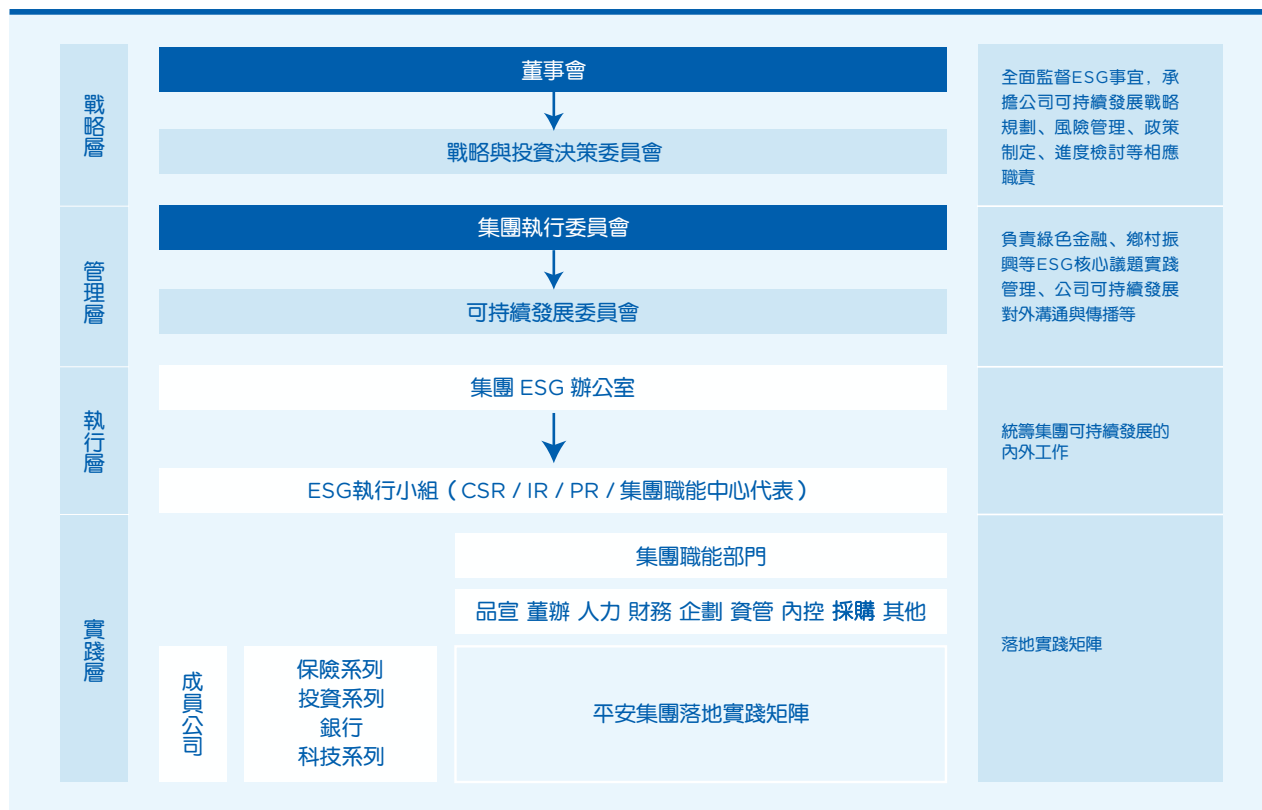 戰略層
董事會
戰略與投資決策委員會
全面監督ESG事宜，承
擔公司可持續發展戰略
規劃、風險管理、政策
制定、進度檢討等相應
職責
管理層
集團執行委員會
可持續發展委員會
負責綠色金融、鄉村振
興等ESG核心議題實踐
管理、公司可持續發展
對外溝通與傳播等
執行層
集團 ESG 辦公室
ESG執行小組（CSR / IR / PR / 集團職能中心代表）
統籌集團可持續發展的
內外工作
實踐層
集團職能部門
品宣 董辦 人力 財務 企劃 資管 內控 採購 其他
成員公司
保險系列
投資系列
銀行
科技系列
平安集團落地實踐矩陣
落地實踐矩陣